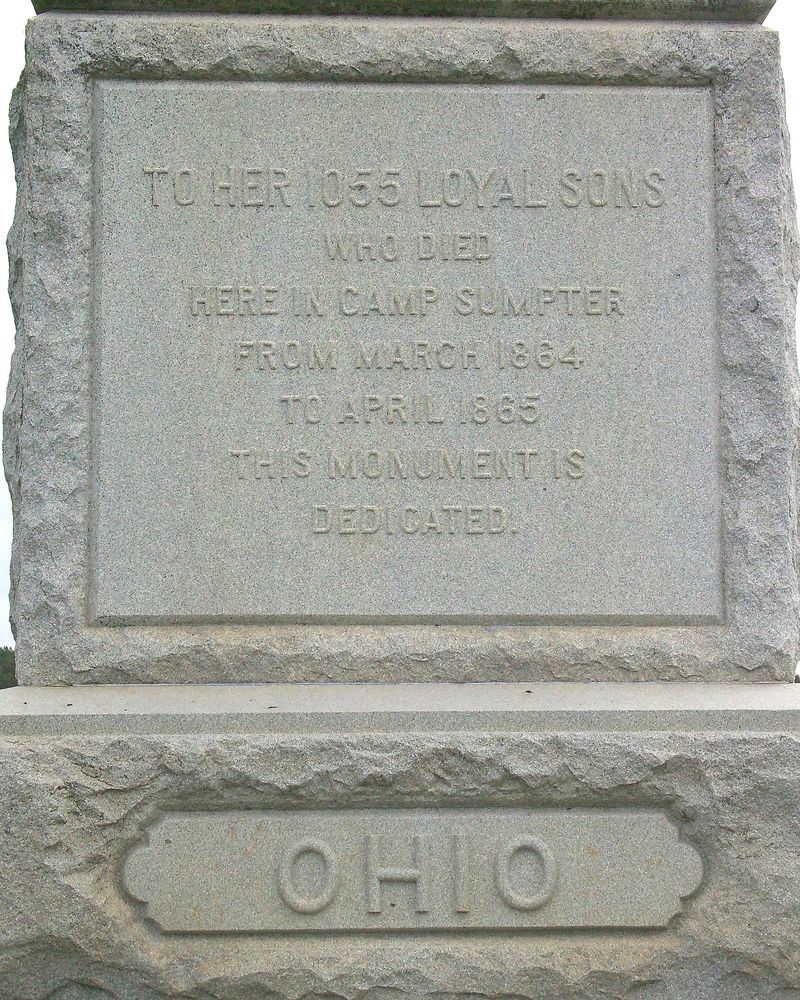 TO HER 1055 LOYAL SONS
WHO DIED
HERE IN CAMP SUMPTER
FROM MARCH 1864
TO APRIL 1865
THIS MONUMENT IS
DEDICATED.
OHIO